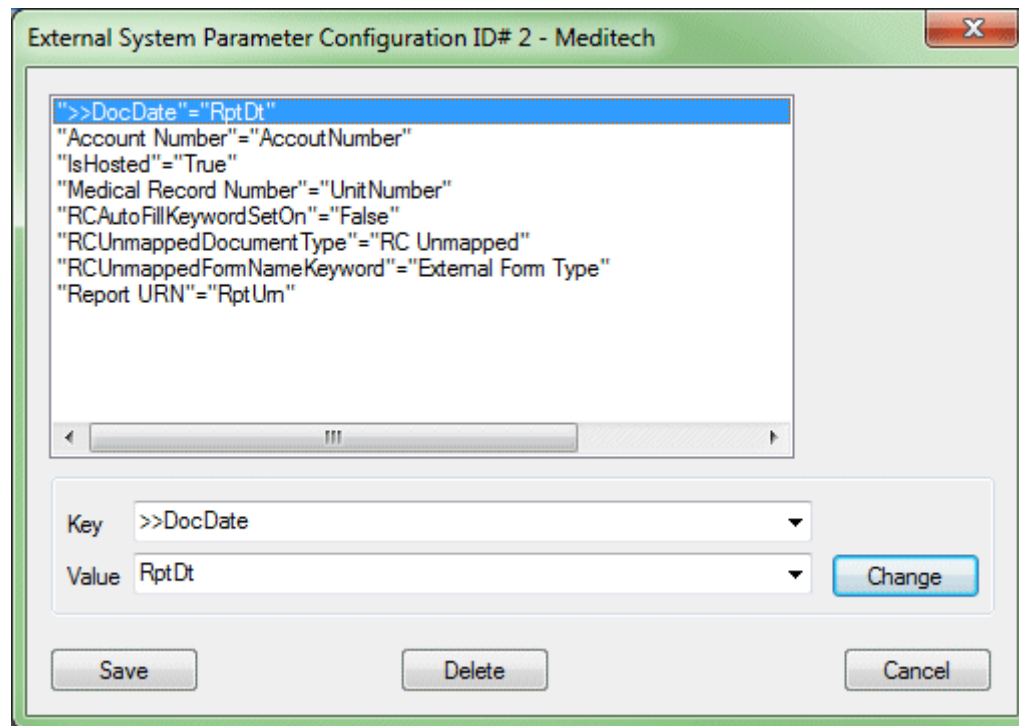 External System Parameter Configuration ID# 2 - Meditech
">>DocDate"="RptDt"
"Account Number"="AccoutNumber"
"IsHosted"="True"
"Medical Record Number"="UnitNumber"
"RCAutoFillKeywordSetOn"="False"
"RCUnmappedDocumentType"="RC Unmapped"
"RCUnmappedFormNameKeyword"="External Form Type"
"Report URN"="RptUrn"
Key >>DocDate
Value RptDt Change
Save Delete Cancel